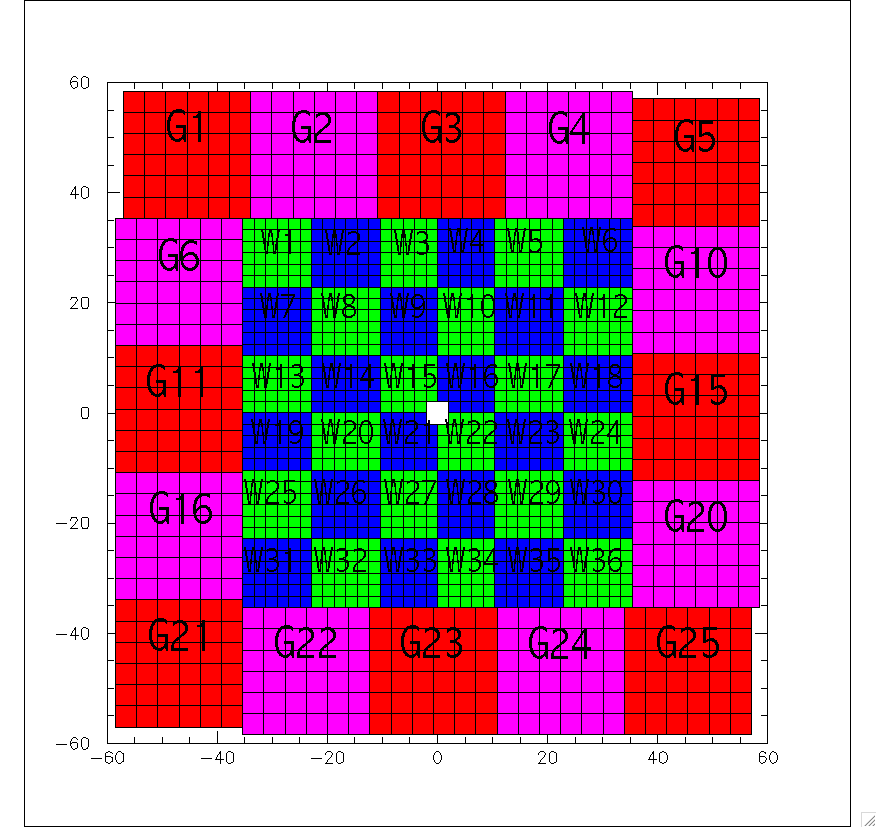 60
G1 G2 G3 G4 G5
40
G6 W1 W2 W3 W4 W5 W6 G10
20
W7 W8 W9 W10 W11 W12
G11 W13 W14 W15 W16 W17 W18 G15
0
W19 W20 W21 W22 W23 W24
G16 W25 W26 W27 W28 W29 W30 G20
−20
W31 W32 W33 W34 W35 W36
−40
G21 G22 G23 G24 G25
−60
−60 −40 −20 0 20 40 60